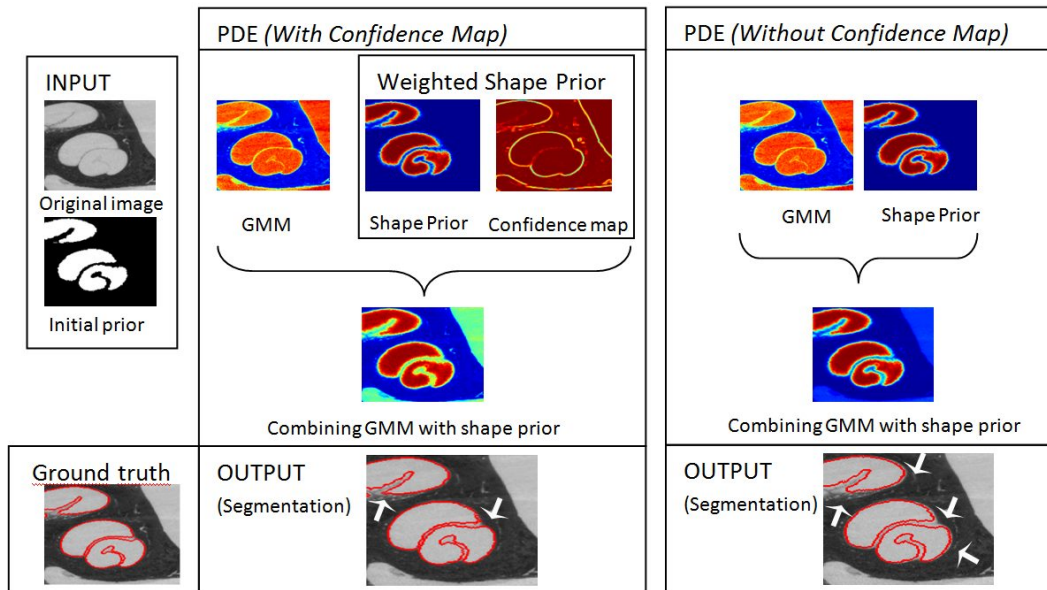 INPUT
Original image
Initial prior
PDE (With Confidence Map)
Weighted Shape Prior
GMM
Shape Prior
Confidence map
Combining GMM with shape prior
PDE (Without Confidence Map)
GMM
Shape Prior
Combining GMM with shape prior
Ground truth
OUTPUT
(Segmentation)
OUTPUT
(Segmentation)